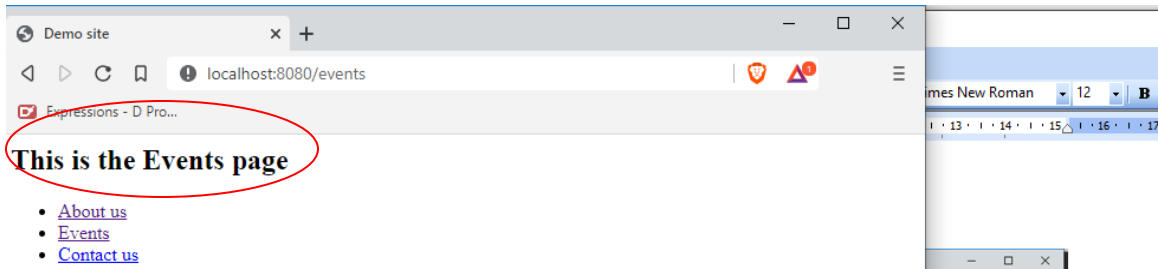 Demo site
localhost:8080/events
1
Expressions - D Pro...
This is the Events page
About us
Events
Contact us
imes New Roman 12 B
13 14 15 16 17